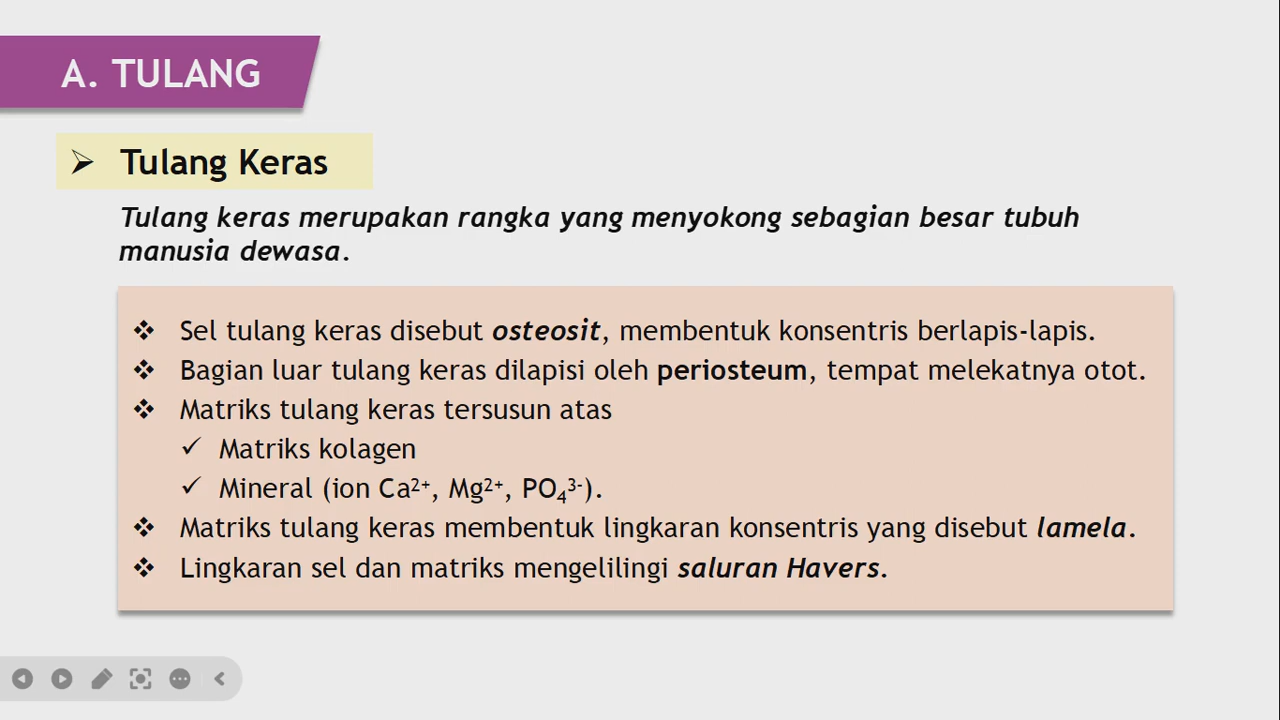 A. TULANG
➢ Tulang Keras
Tulang keras merupakan rangka yang menyokong sebagian besar tubuh
manusia dewasa.
❖ Sel tulang keras disebut osteosit, membentuk konsentris berlapis-lapis.
❖ Bagian luar tulang keras dilapisi oleh periosteum, tempat melekatnya otot.
❖ Matriks tulang keras tersusun atas
✓ Matriks kolagen
✓ Mineral (ion Ca²⁺, Mg²⁺, PO₄³⁻).
❖ Matriks tulang keras membentuk lingkaran konsentris yang disebut lamela.
❖ Lingkaran sel dan matriks mengelilingi saluran Havers.